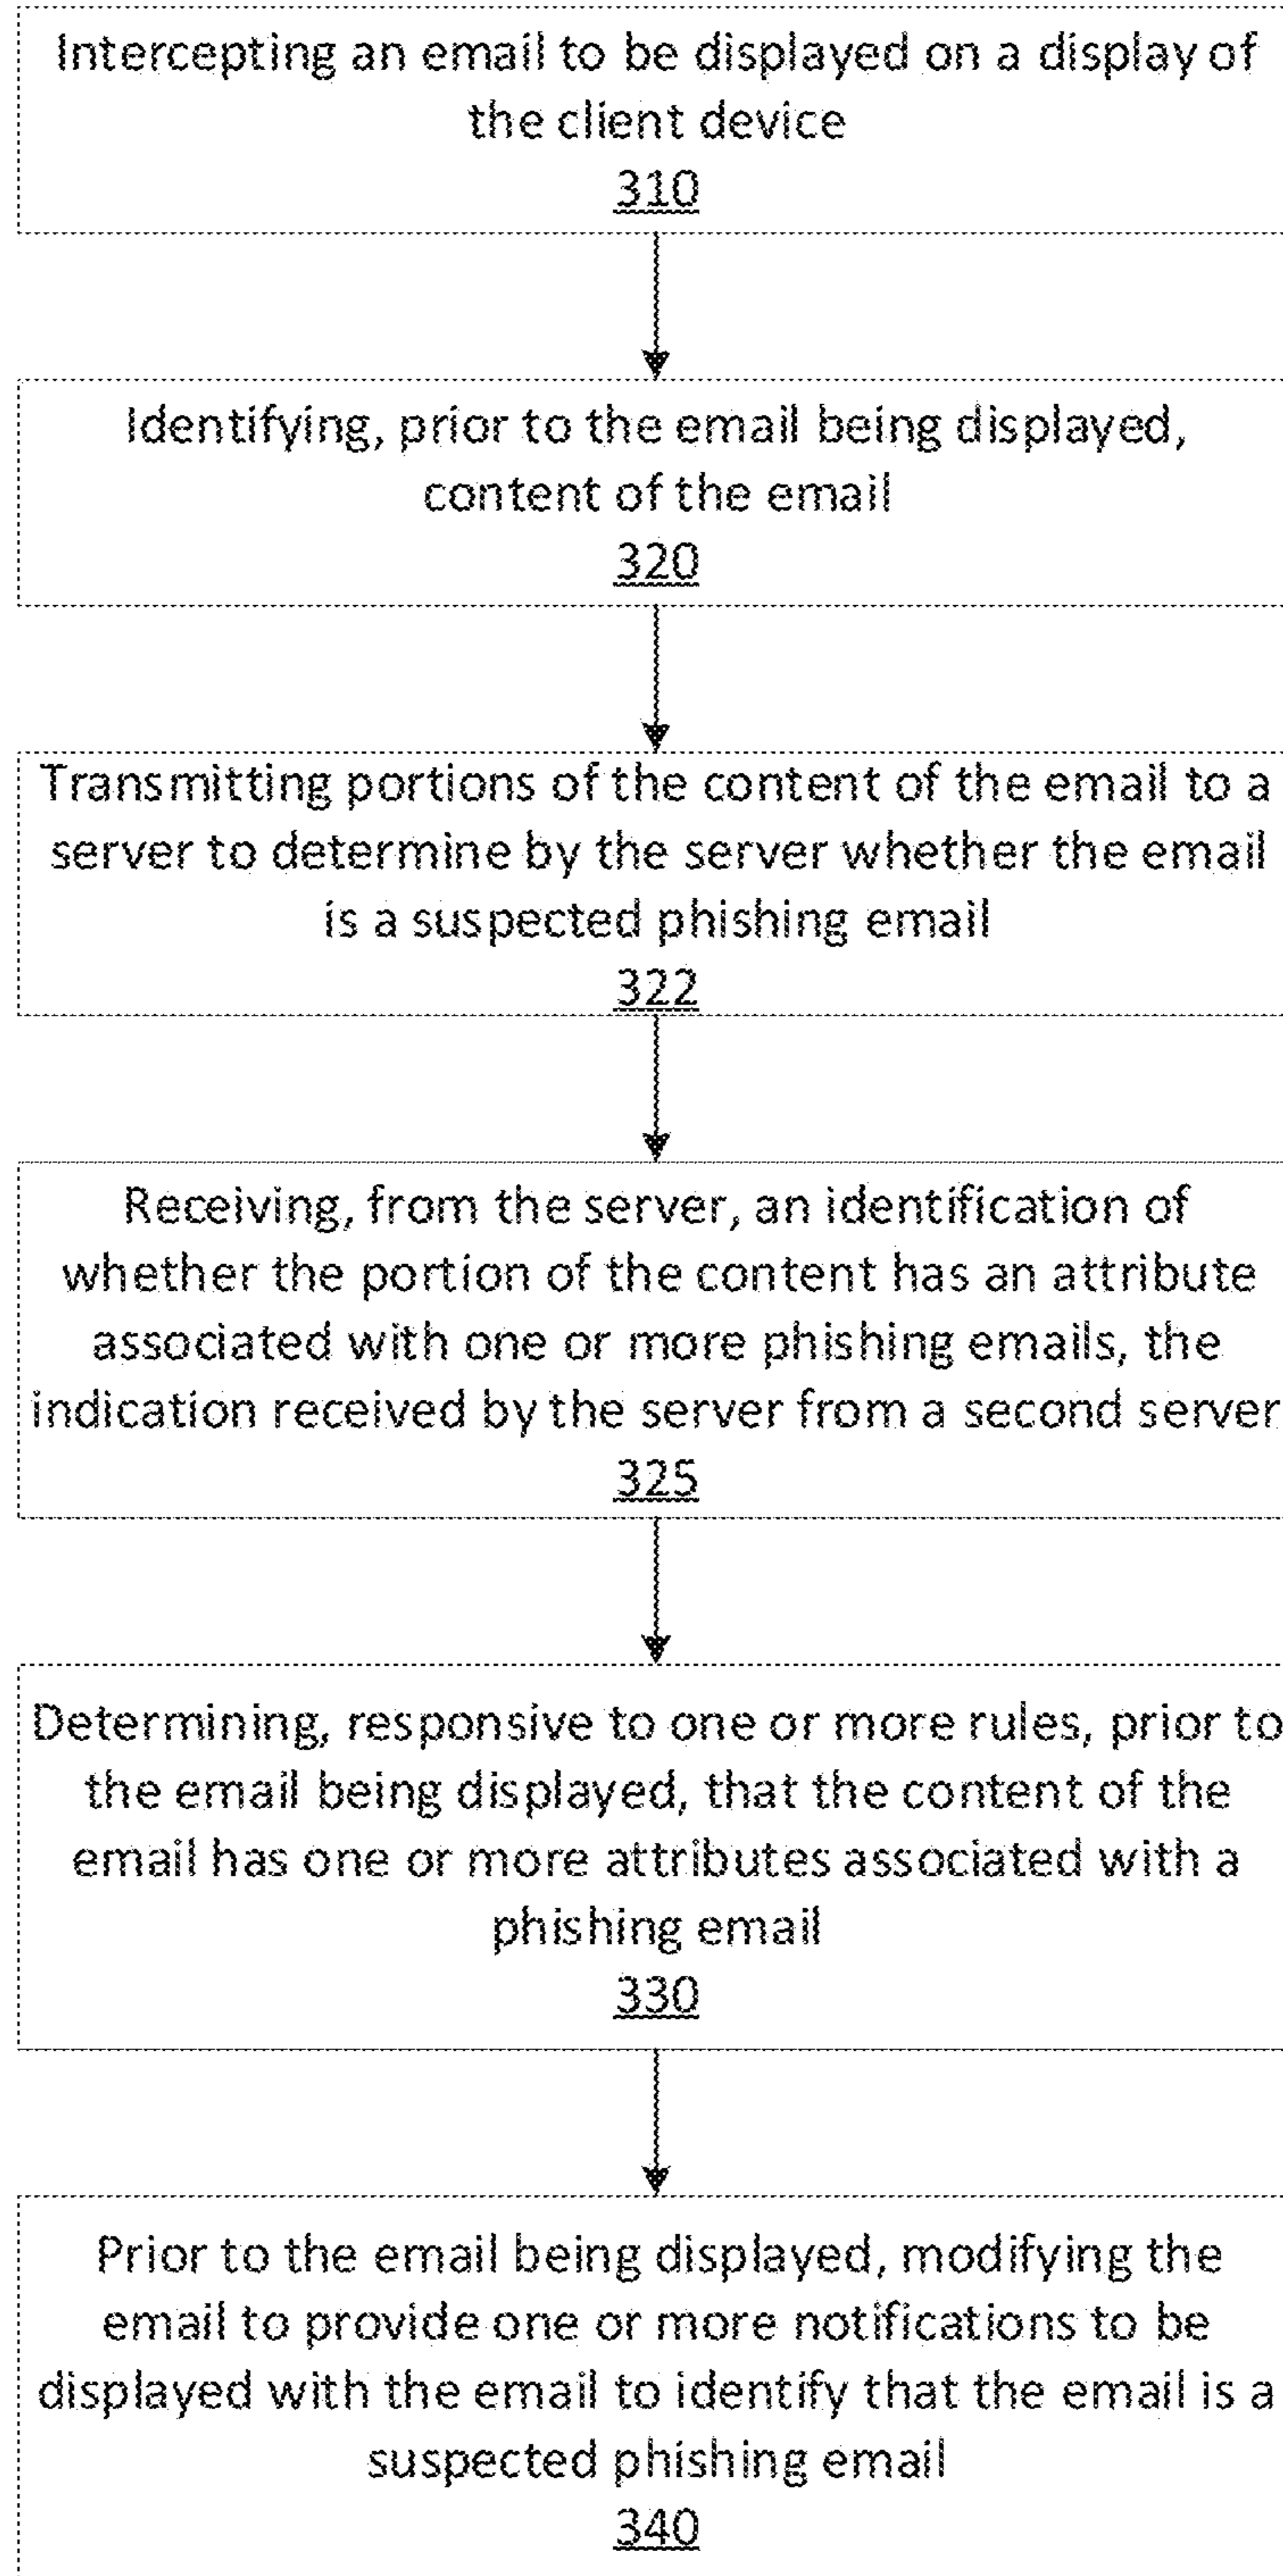 Intercepting an email to be displayed on a display of
the client device
310
Identifying, prior to the email being displayed,
content of the email
320
Transmitting portions of the content of the email to a
server to determine by the server whether the email
is a suspected phishing email
322
Receiving, from the server, an identification of
whether the portion of the content has an attribute
associated with one or more phishing emails, the
indication received by the server from a second server
325
Determining, responsive to one or more rules, prior to
the email being displayed, that the content of the
email has one or more attributes associated with a
phishing email
330
Prior to the email being displayed, modifying the
email to provide one or more notifications to be
displayed with the email to identify that the email is a
suspected phishing email
340